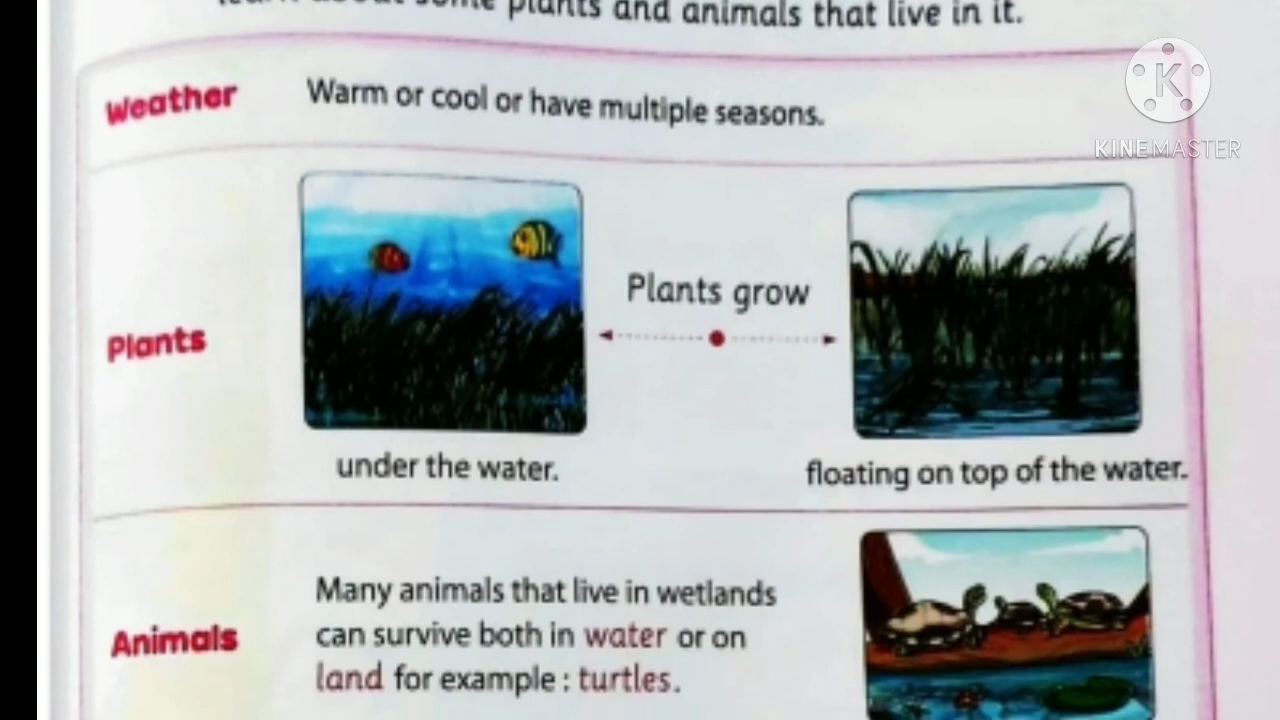 learn about some plants and animals that live in it.
Weather
Warm or cool or have multiple seasons.
K
KINEMASTER
Plants
Plants grow
under the water.
floating on top of the water.
Animals
Many animals that live in wetlands
can survive both in water or on
land for example : turtles.